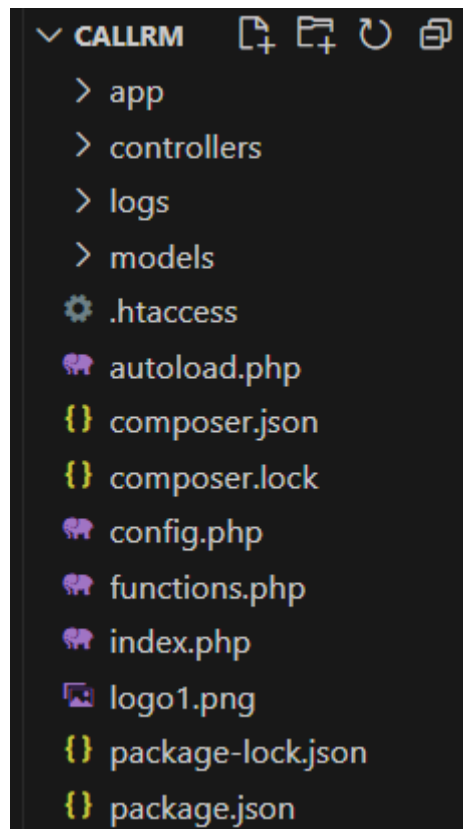 CALLRM
app
controllers
logs
models
.htaccess
autoload.php
composer.json
composer.lock
config.php
functions.php
index.php
logo1.png
package-lock.json
package.json